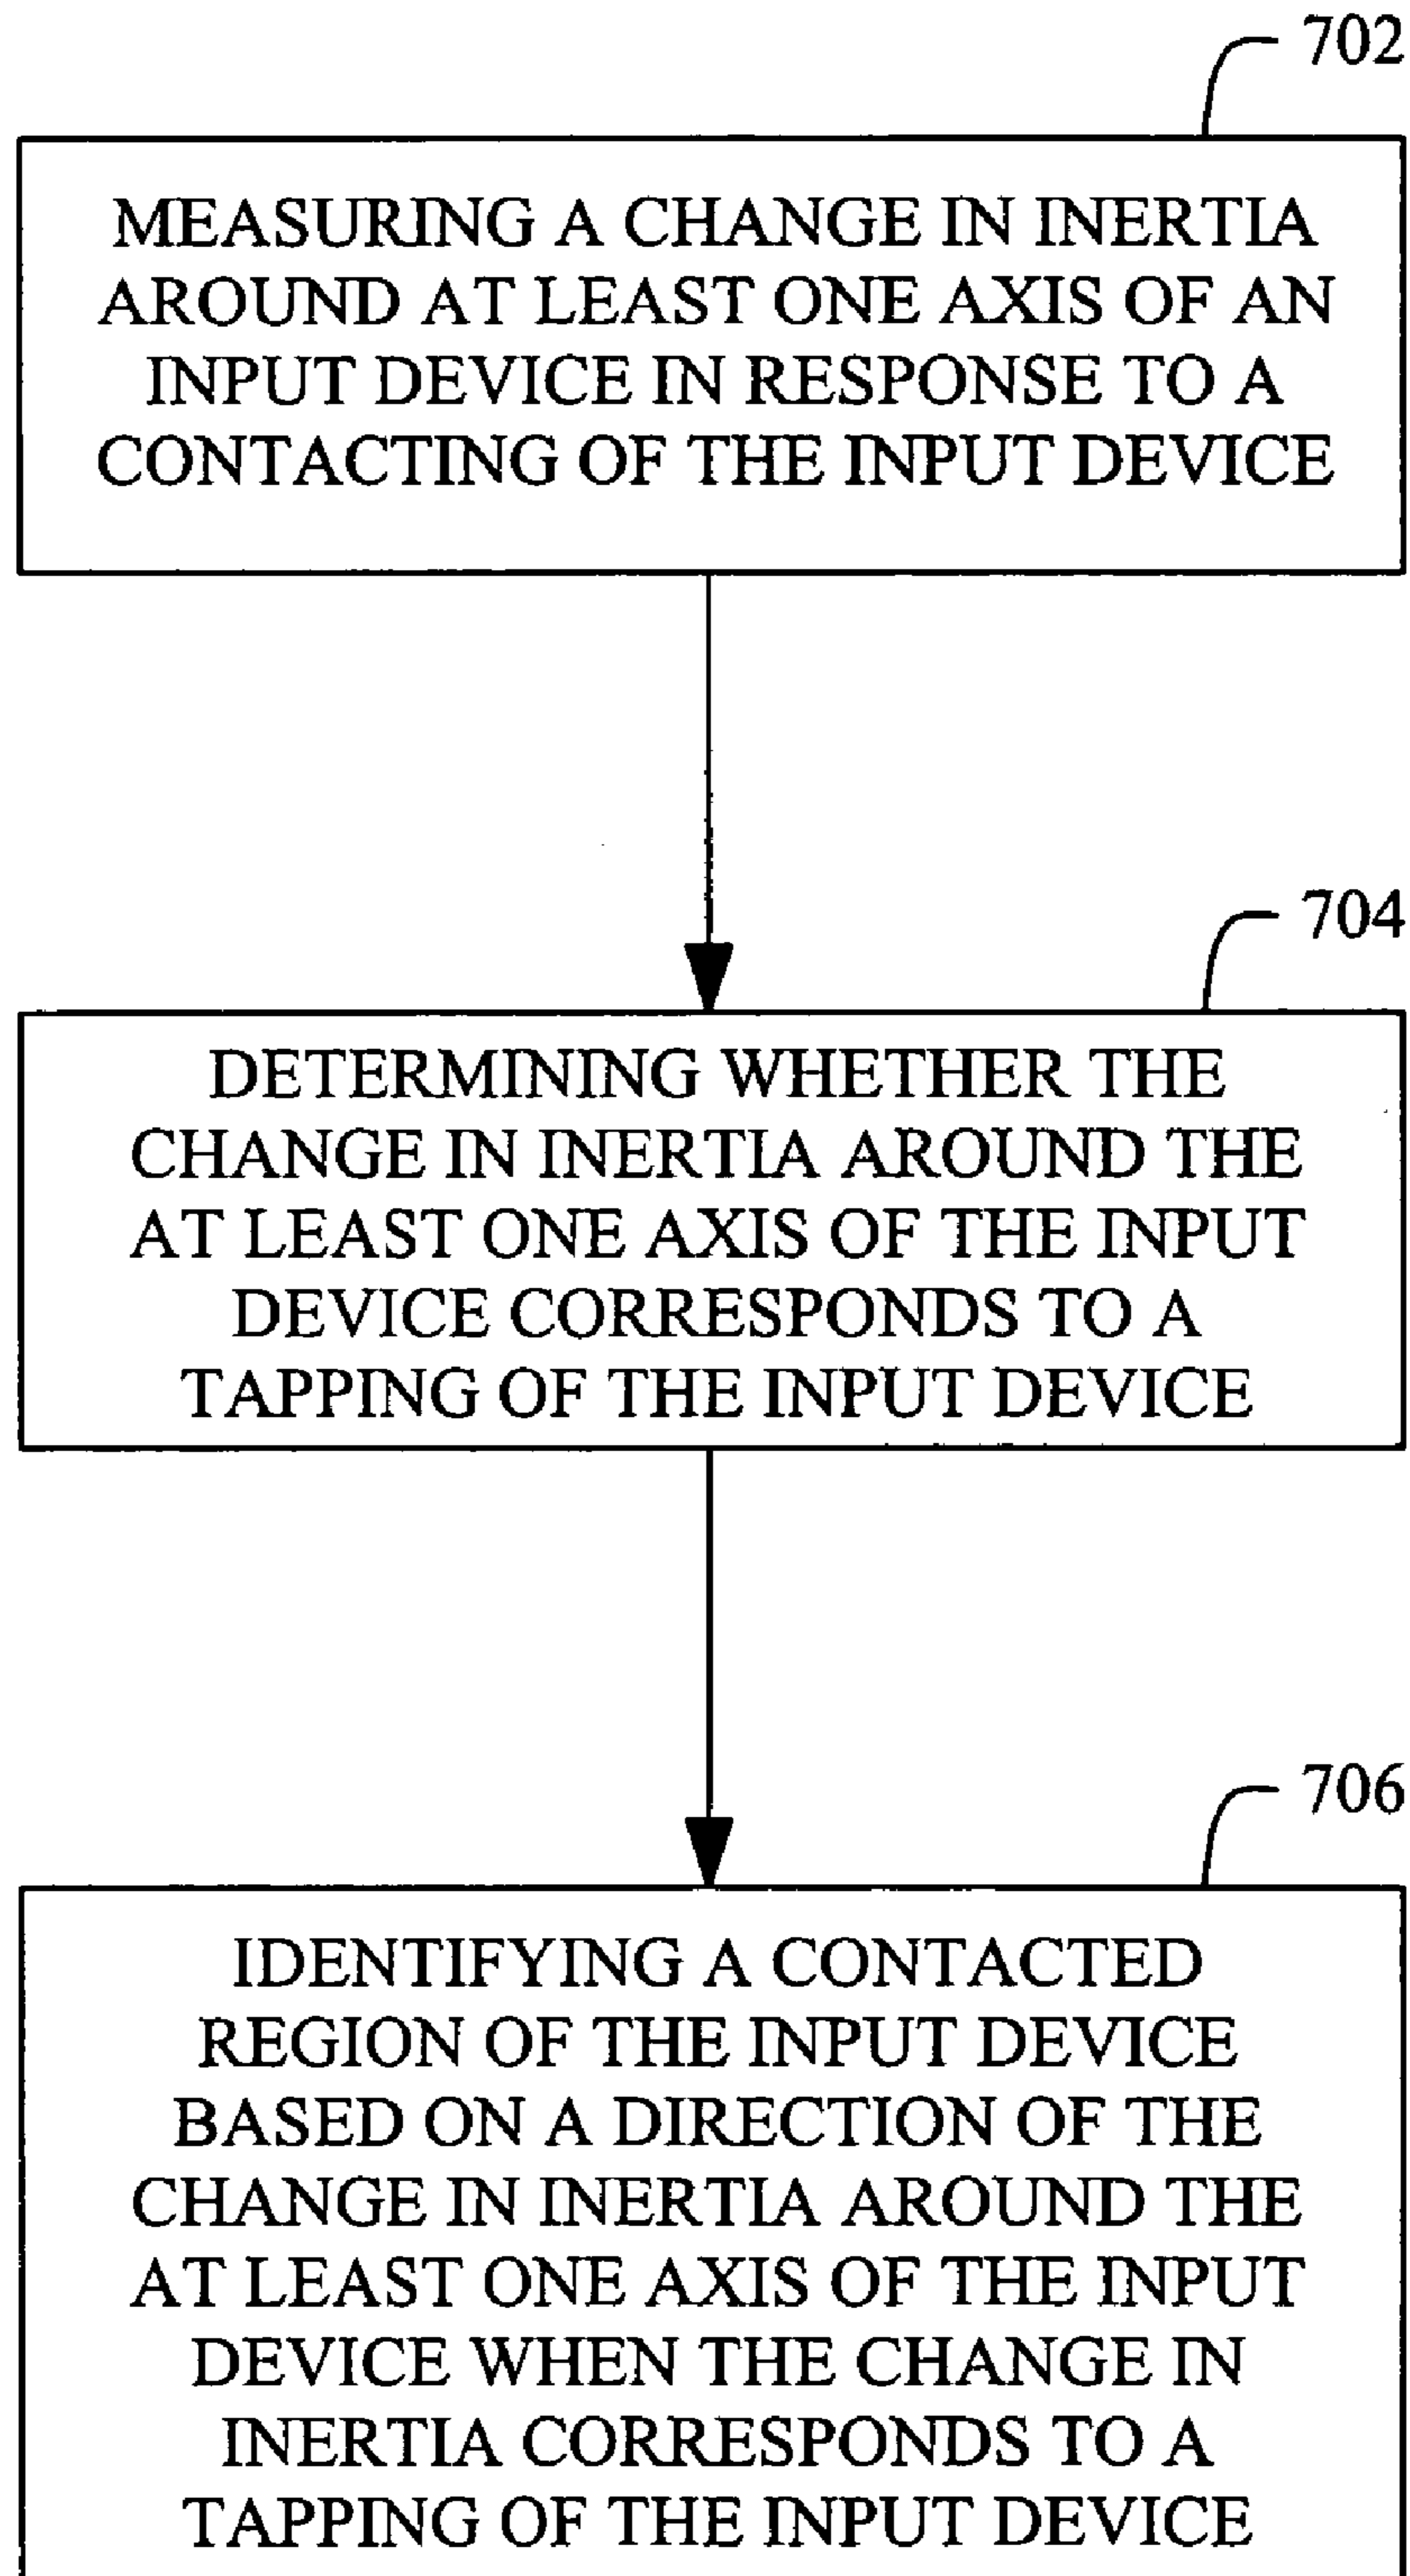 702
MEASURING A CHANGE IN INERTIA
AROUND AT LEAST ONE AXIS OF AN
INPUT DEVICE IN RESPONSE TO A
CONTACTING OF THE INPUT DEVICE
704
DETERMINING WHETHER THE
CHANGE IN INERTIA AROUND THE
AT LEAST ONE AXIS OF THE INPUT
DEVICE CORRESPONDS TO A
TAPPING OF THE INPUT DEVICE
706
IDENTIFYING A CONTACTED
REGION OF THE INPUT DEVICE
BASED ON A DIRECTION OF THE
CHANGE IN INERTIA AROUND THE
AT LEAST ONE AXIS OF THE INPUT
DEVICE WHEN THE CHANGE IN
INERTIA CORRESPONDS TO A
TAPPING OF THE INPUT DEVICE